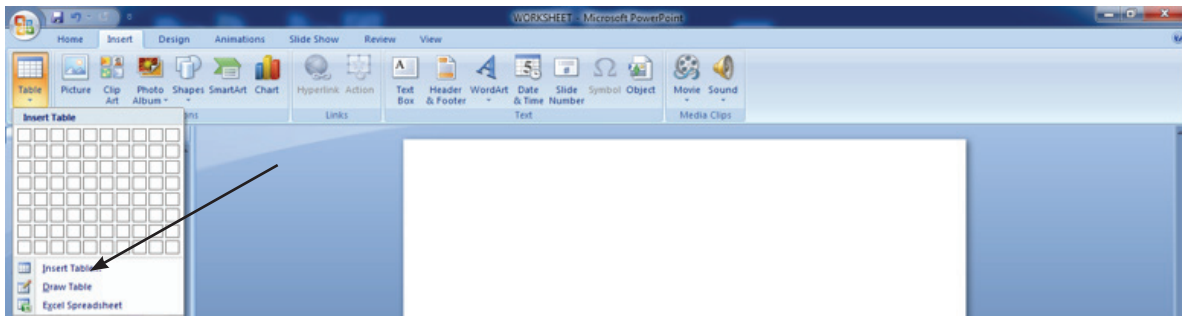 WORKSHEET - Microsoft PowerPoint
Home Insert Design Animations Slide Show Review View
Table Picture Clip Art Photo Album Shapes SmartArt Chart Hyperlink Action Text Box Header & Footer WordArt Date & Time Slide Number Symbol Object Movie Sound
Links Text Media Clips
Insert Table
Insert Table...
Draw Table
Excel Spreadsheet